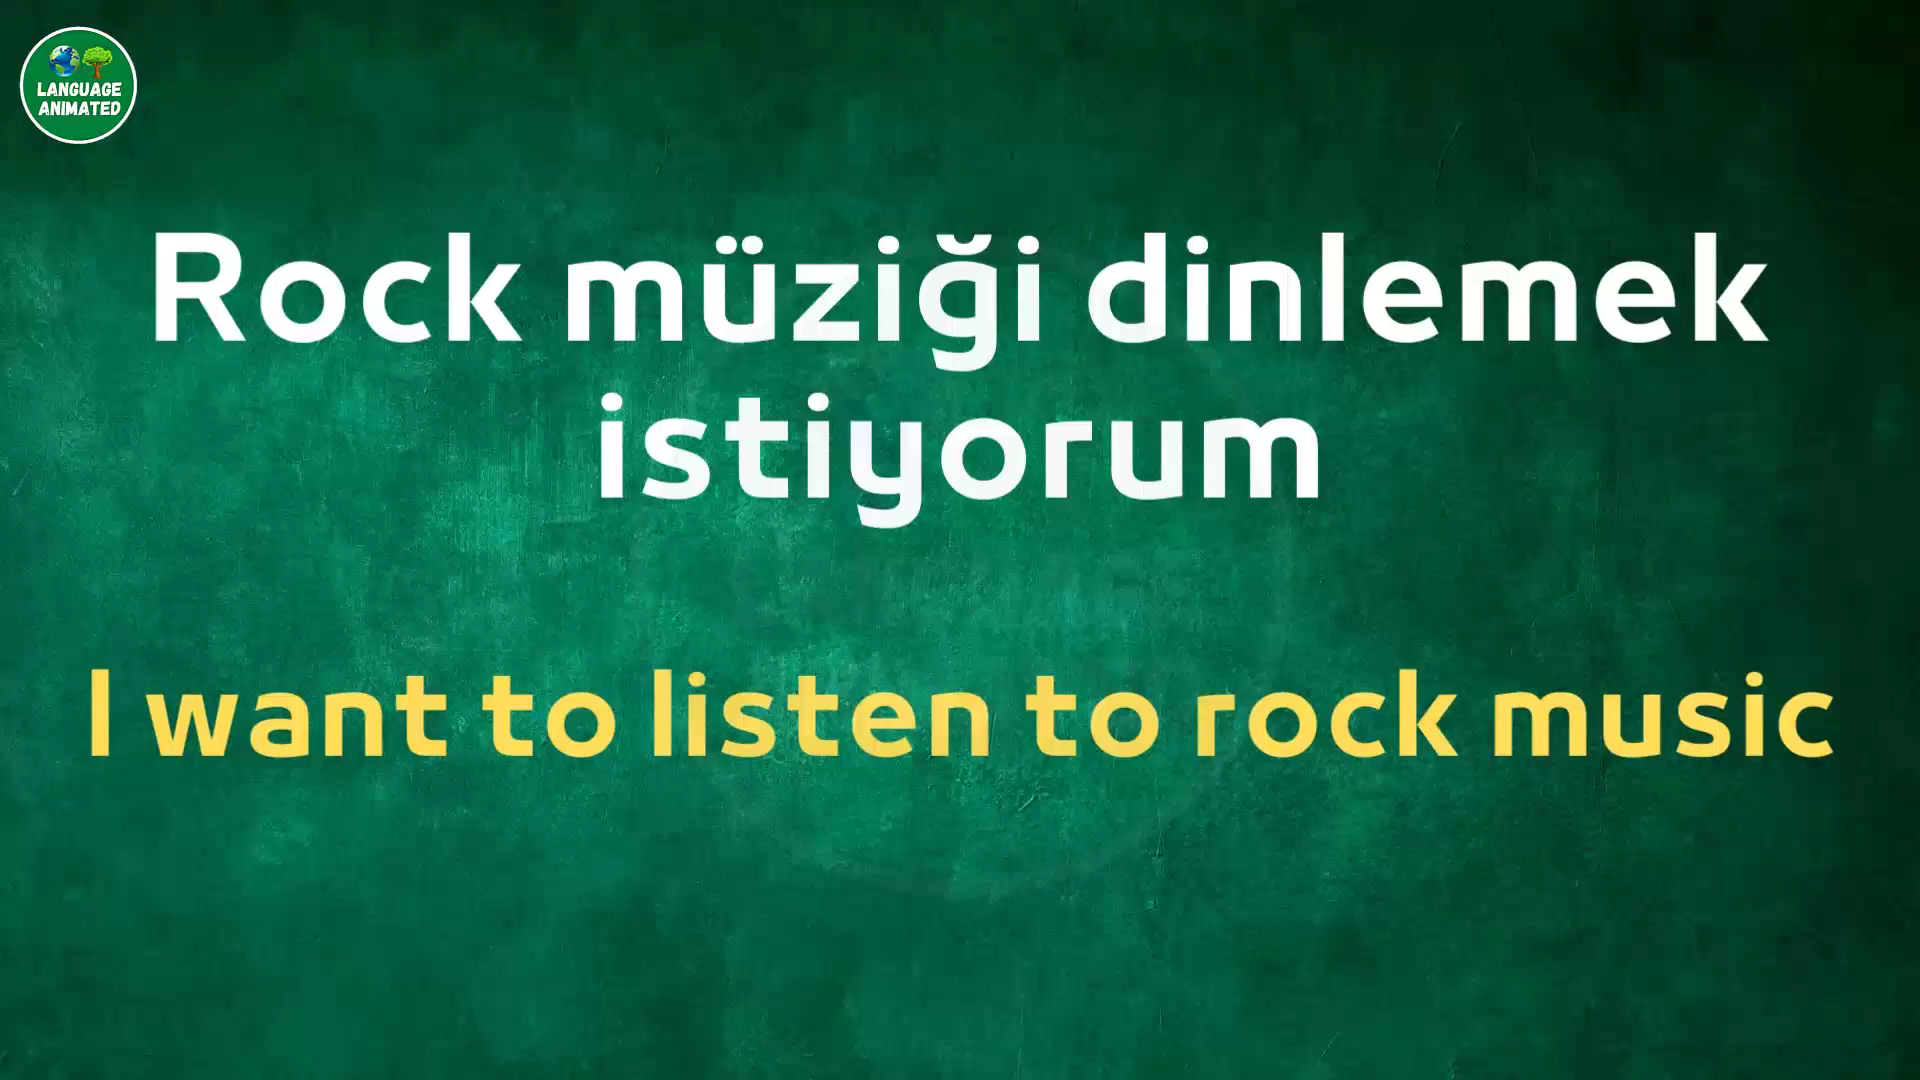 LANGUAGE
ANIMATED
Rock müziği dinlemek
istiyorum
I want to listen to rock music